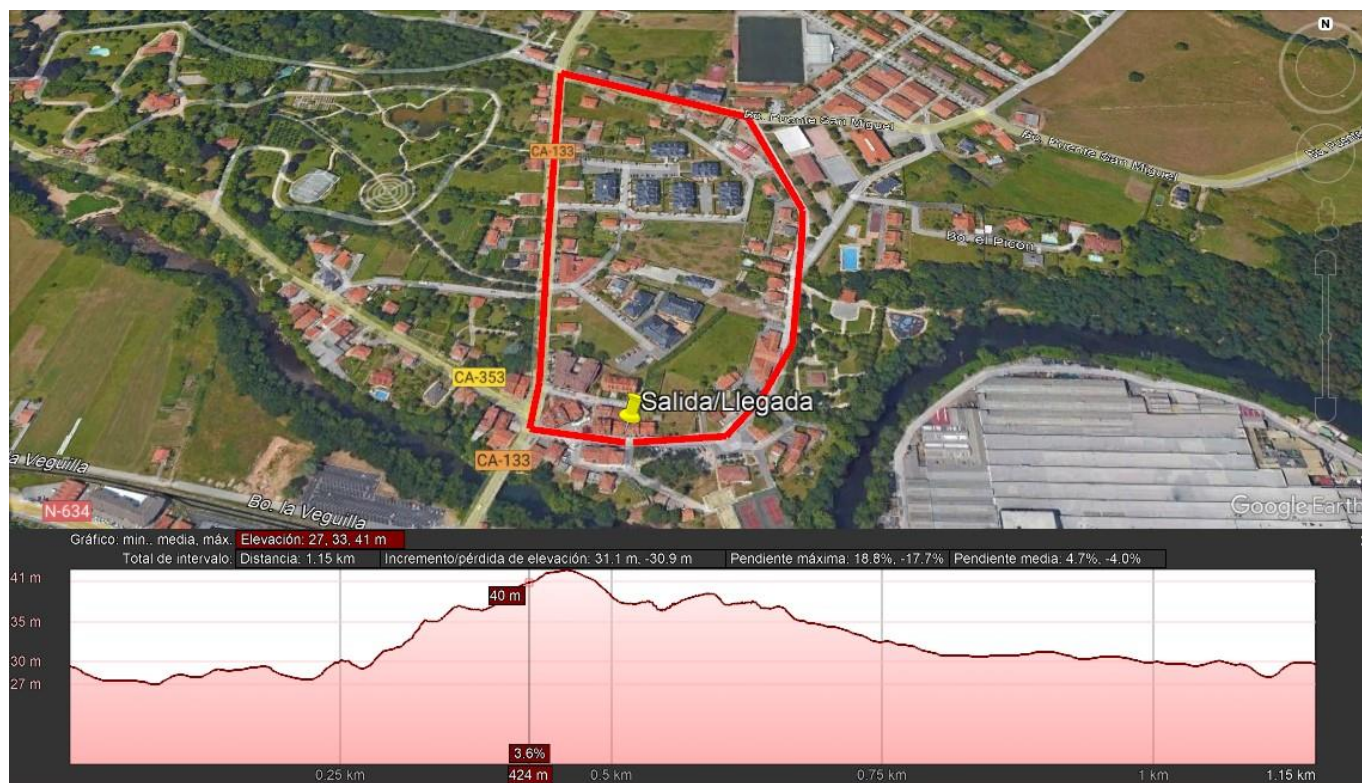 N
Bo. Puente San Miguel
CA-133
Bo. Puente San Miguel
Bo. Puente
Bo. el Picón
CA-353
Salida/Llegada
CA-133
la Veguilla
Bo. la Veguilla
N-634
Google Earth
Gráfico: min., media, máx. Elevación: 27, 33, 41 m
Total de intervalo: Distancia: 1.15 km Incremento/pérdida de elevación: 31.1 m, -30.9 m Pendiente máxima: 18.8%, -17.7% Pendiente media: 4.7%, -4.0%
41 m
40 m
35 m
30 m
27 m
3.6%
0.25 km 424 m 0.5 km 0.75 km 1 km 1.15 km